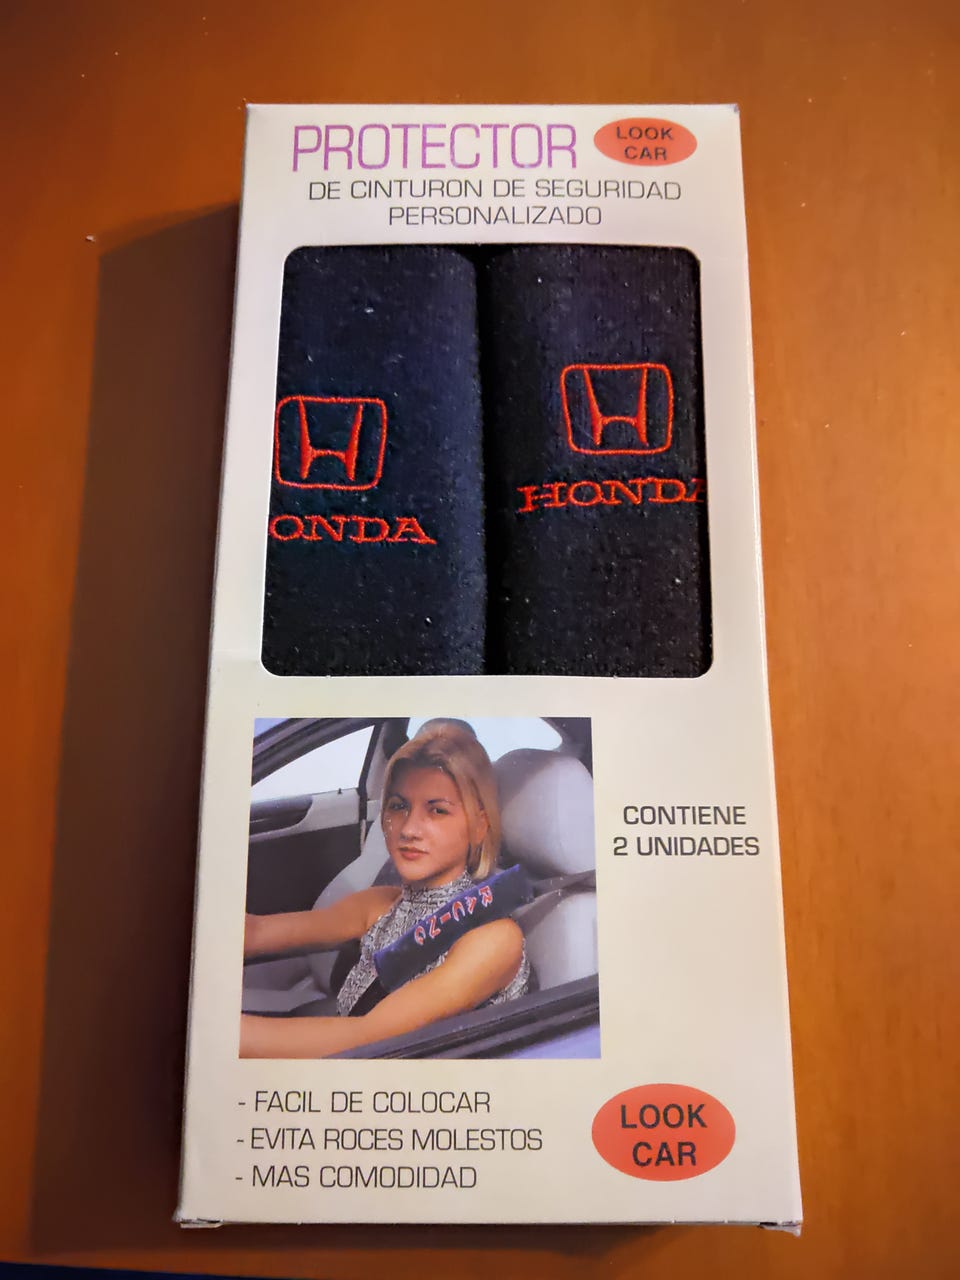 PROTECTOR
LOOK
CAR
DE CINTURON DE SEGURIDAD
PERSONALIZADO
ONDA
HONDA
CONTIENE
2 UNIDADES
- FACIL DE COLOCAR
- EVITA ROCES MOLESTOS
- MAS COMODIDAD
LOOK
CAR